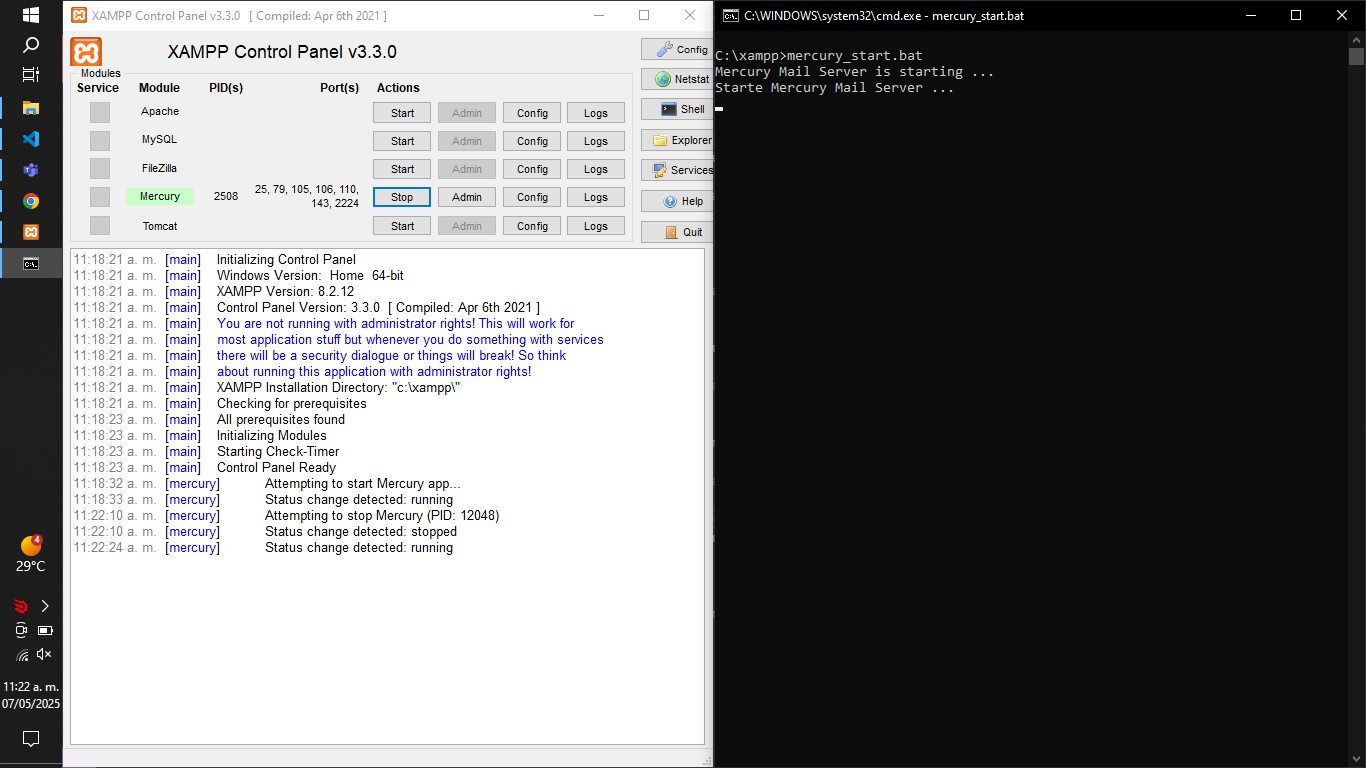 XAMPP Control Panel v3.3.0 [ Compiled: Apr 6th 2021 ]
XAMPP Control Panel v3.3.0
Modules
Service Module PID(s) Port(s) Actions
Apache Start Admin Config Logs
MySQL Start Admin Config Logs
FileZilla Start Admin Config Logs
Mercury 2508 25, 79, 105, 106, 110, 143, 2224 Stop Admin Config Logs
Tomcat Start Admin Config Logs
Config
Netstat
Shell
Explorer
Services
Help
Quit
11:18:21 a. m. [main] Initializing Control Panel
11:18:21 a. m. [main] Windows Version: Home 64-bit
11:18:21 a. m. [main] XAMPP Version: 8.2.12
11:18:21 a. m. [main] Control Panel Version: 3.3.0 [ Compiled: Apr 6th 2021 ]
11:18:21 a. m. [main] You are not running with administrator rights! This will work for
11:18:21 a. m. [main] most application stuff but whenever you do something with services
11:18:21 a. m. [main] there will be a security dialogue or things will break! So think
11:18:21 a. m. [main] about running this application with administrator rights!
11:18:21 a. m. [main] XAMPP Installation Directory: "c:\xampp\"
11:18:21 a. m. [main] Checking for prerequisites
11:18:23 a. m. [main] All prerequisites found
11:18:23 a. m. [main] Initializing Modules
11:18:23 a. m. [main] Starting Check-Timer
11:18:23 a. m. [main] Control Panel Ready
11:18:32 a. m. [mercury] Attempting to start Mercury app...
11:18:33 a. m. [mercury] Status change detected: running
11:22:10 a. m. [mercury] Attempting to stop Mercury (PID: 12048)
11:22:10 a. m. [mercury] Status change detected: stopped
11:22:24 a. m. [mercury] Status change detected: running
C:\WINDOWS\system32\cmd.exe - mercury_start.bat
C:\xampp>mercury_start.bat
Mercury Mail Server is starting ...
Starte Mercury Mail Server ...
4
29°C
11:22 a. m.
07/05/2025